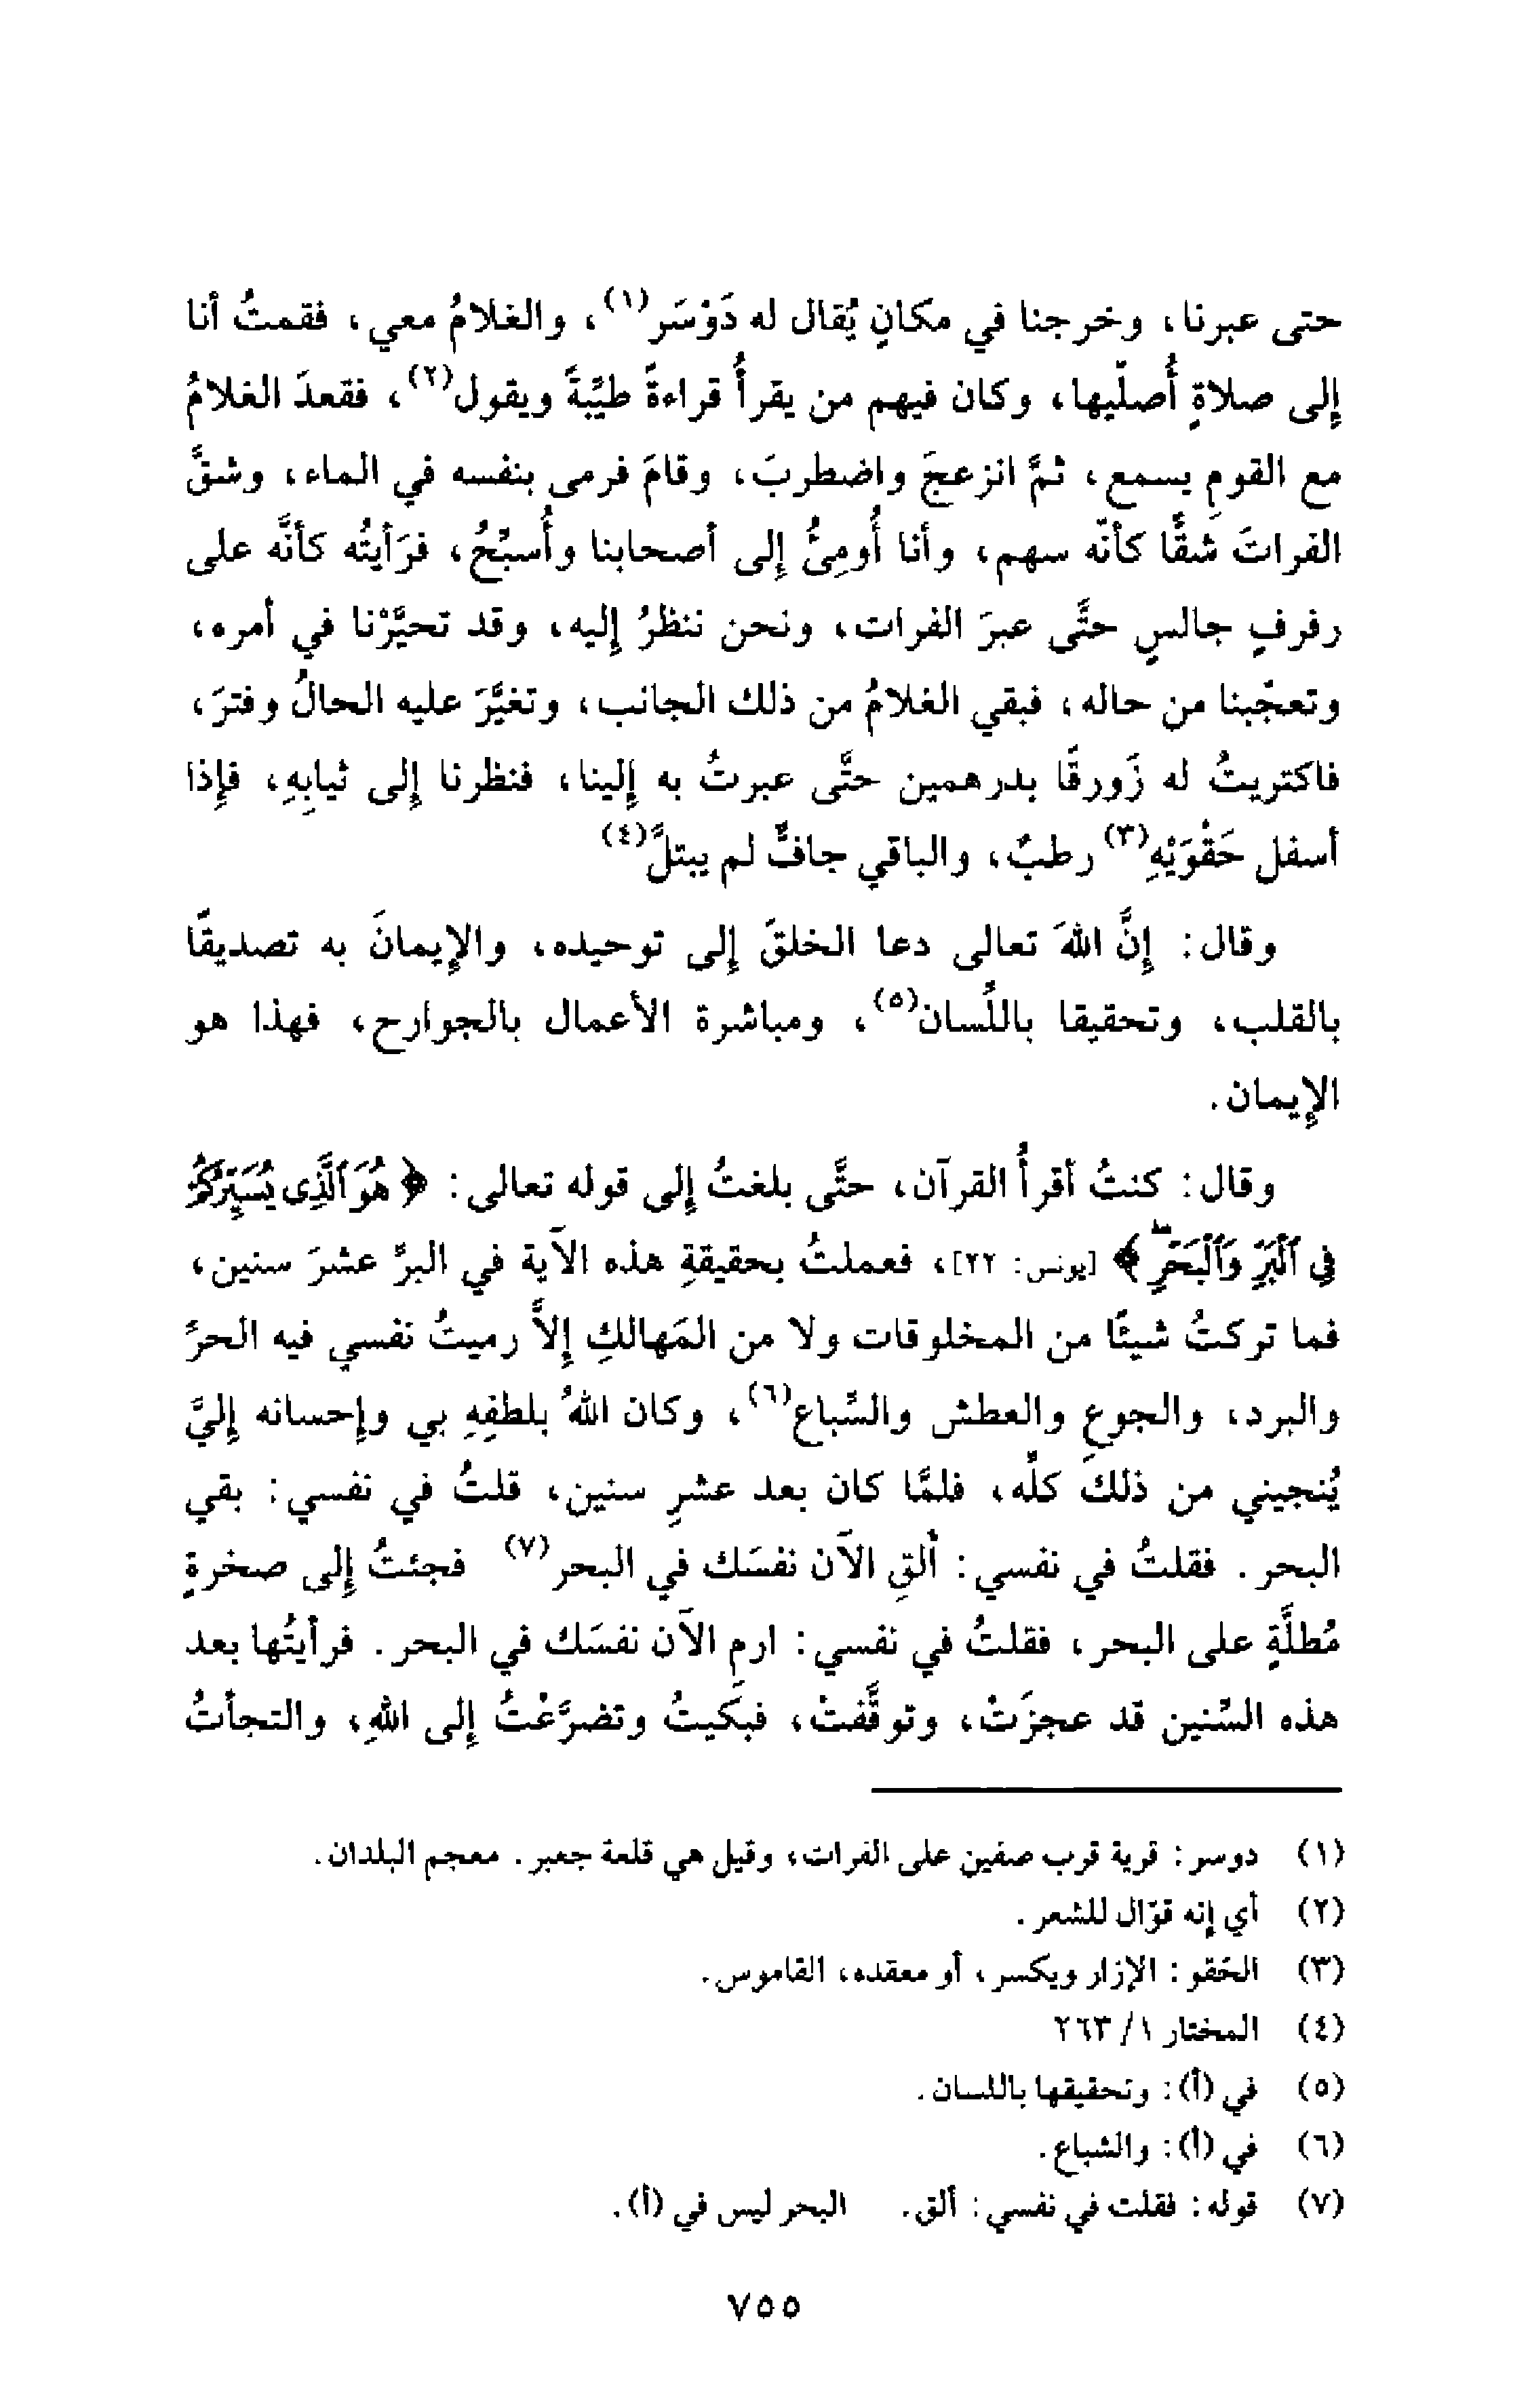 حتى عبرنا، وخرجنا في مكانٍ يُقال له دَوْسَر(١)، والغلامُ معي، فقمتُ أنا
إلى صلاةٍ أُصلّيها، وكان فيهم من يقرأُ قراءةً طيِّبةً ويقول(٢)، فقعدَ الغلامُ
مع القومِ يسمع، ثمَّ انزعجَ واضطربَ، وقامَ فرمى بنفسه في الماء، وشقَّ
الفراتَ شقًّا كأنّه سهم، وأنا أُومِئُ إلى أصحابنا وأُسبِّحُ، فرَأيتُه كأنَّه على
رفرفٍ جالسٍ حتَّى عبرَ الفرات، ونحن ننظرُ إليه، وقد تحيَّرْنا في أمره،
وتعجّبنا من حاله، فبقي الغلامُ من ذلك الجانب، وتغيَّرَ عليه الحالُ وفترَ،
فاكتريتُ له زَورقًا بدرهمين حتَّى عبرتُ به إلينا، فنظرنا إلى ثيابِهِ، فإذا
أسفل حَقْوَيْهِ(٣) رطبٌ، والباقي جافٌّ لم يبتلَّ(٤)
وقال: إنَّ اللهَ تعالى دعا الخلقَ إلى توحيده، والإيمانَ به تصديقًا
بالقلب، وتحقيقا باللِّسان(٥)، ومباشرة الأعمال بالجوارح، فهذا هو
الإيمان.
وقال: كنتُ أقرأُ القرآن، حتَّى بلغتُ إلى قوله تعالى: ﴿هُوَ ٱلَّذِى يُسَيِّرُكُمْ
فِى ٱلْبَرِّ وَٱلْبَحْرِۖ﴾ [يونس: ٢٢]، فعملتُ بحقيقةِ هذه الآية في البرِّ عشرَ سنين،
فما تركتُ شيئًا من المخلوقات ولا من المَهالكِ إلاَّ رميتُ نفسي فيه الحرِّ
والبرد، والجوعِ والعطش والسِّباع(٦)، وكان اللهُ بلطفِهِ بي وإحسانه إليَّ
يُنجيني من ذلك كلِّه، فلمَّا كان بعد عشرِ سنين، قلتُ في نفسي: بقي
البحر. فقلتُ في نفسي: ألقِ الآن نفسَك في البحر(٧) فجئتُ إلى صخرةٍ
مُطلَّةٍ على البحر، فقلتُ في نفسي: ارمِ الآن نفسَك في البحر. فرأيتُها بعد
هذه السِّنين قد عجزَتْ، وتوقَّفتْ، فبكيتُ وتضرَّعْتُ إلى اللهِ، والتجأتُ
(١) دوسر: قرية قرب صفين على الفرات، وقيل هي قلعة جعبر. معجم البلدان.
(٢) أي إنه قوّال للشعر.
(٣) الحَقو: الإزار ويكسر، أو معقده، القاموس.
(٤) المختار ١/ ٢٦٣
(٥) في (أ): وتحقيقها باللسان.
(٦) في (أ): والشباع.
(٧) قوله: فقلت في نفسي: ألق. البحر ليس في (أ).
٧٥٥